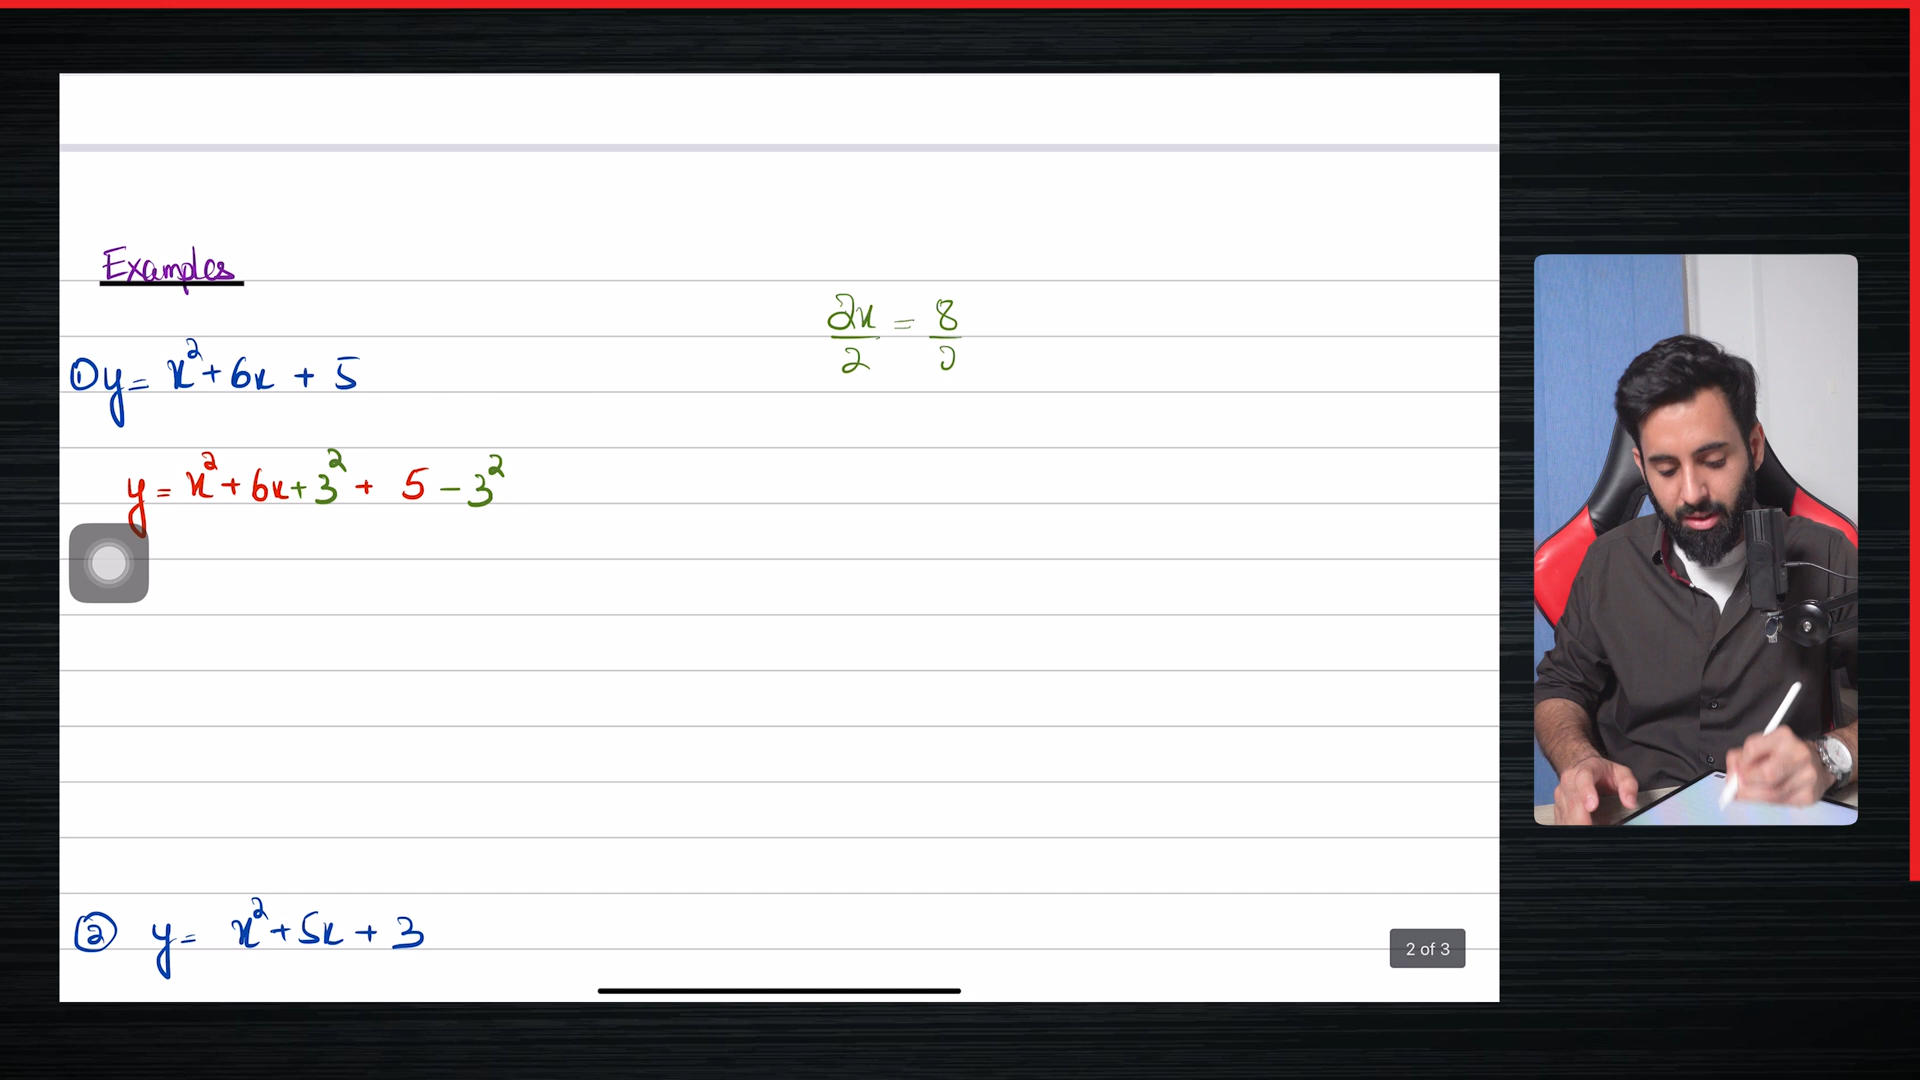 Examples
2x/2 = 8/2
① y = x² + 6x + 5
y = x² + 6x + 3² + 5 - 3²
② y = x² + 5x + 3
2 of 3